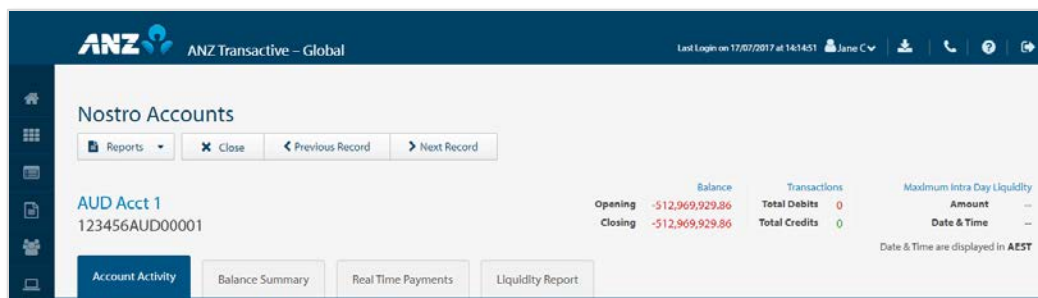 ANZ ANZ Transactive – Global
Last Login on 17/07/2017 at 14:14:51 Jane C
Nostro Accounts
Reports Close Previous Record Next Record
Balance Transactions Maximum Intra Day Liquidity
AUD Acct 1 Opening -512,969,929.86 Total Debits 0 Amount --
123456AUD00001 Closing -512,969,929.86 Total Credits 0 Date & Time --
Date & Time are displayed in AEST
Account Activity Balance Summary Real Time Payments Liquidity Report